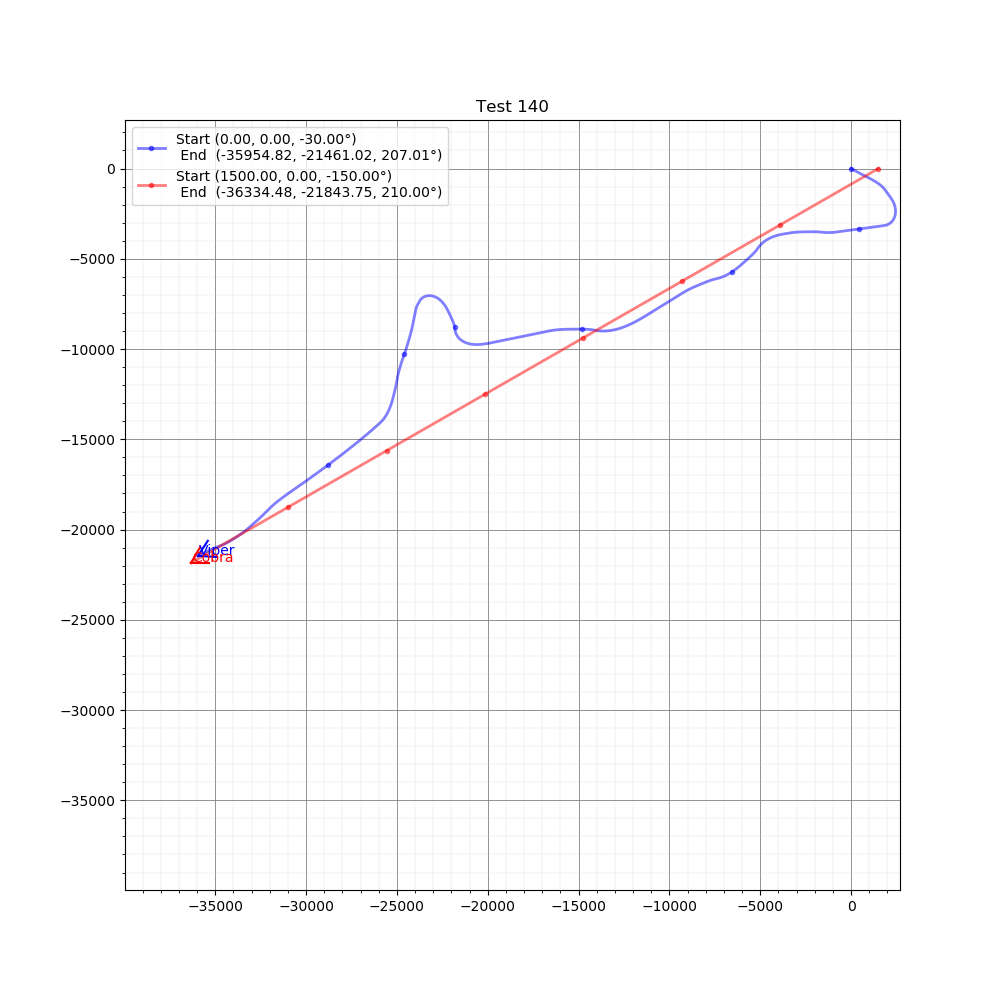 Test 140
Start (0.00, 0.00, -30.00°)
End  (-35954.82, -21461.02, 207.01°)
Start (1500.00, 0.00, -150.00°)
End  (-36334.48, -21843.75, 210.00°)
0
−5000
−10000
−15000
−20000
−25000
−30000
−35000
Viper
Cobra
−35000 −30000 −25000 −20000 −15000 −10000 −5000 0